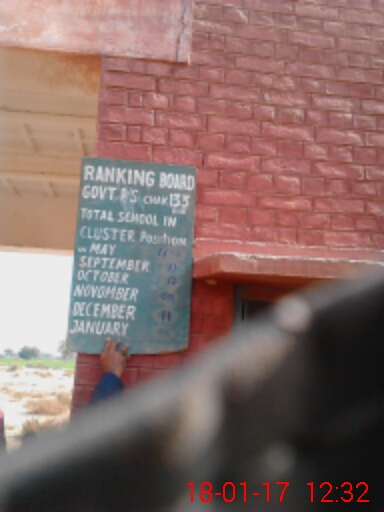 RANKING BOARD
GOVT. P/S CHAK 133
TOTAL SCHOOL IN
CLUSTER Position
MAY
SEPTEMBER
OCTOBER
NOVOMBER
DECEMBER
JANUARY
18-01-17 12:32